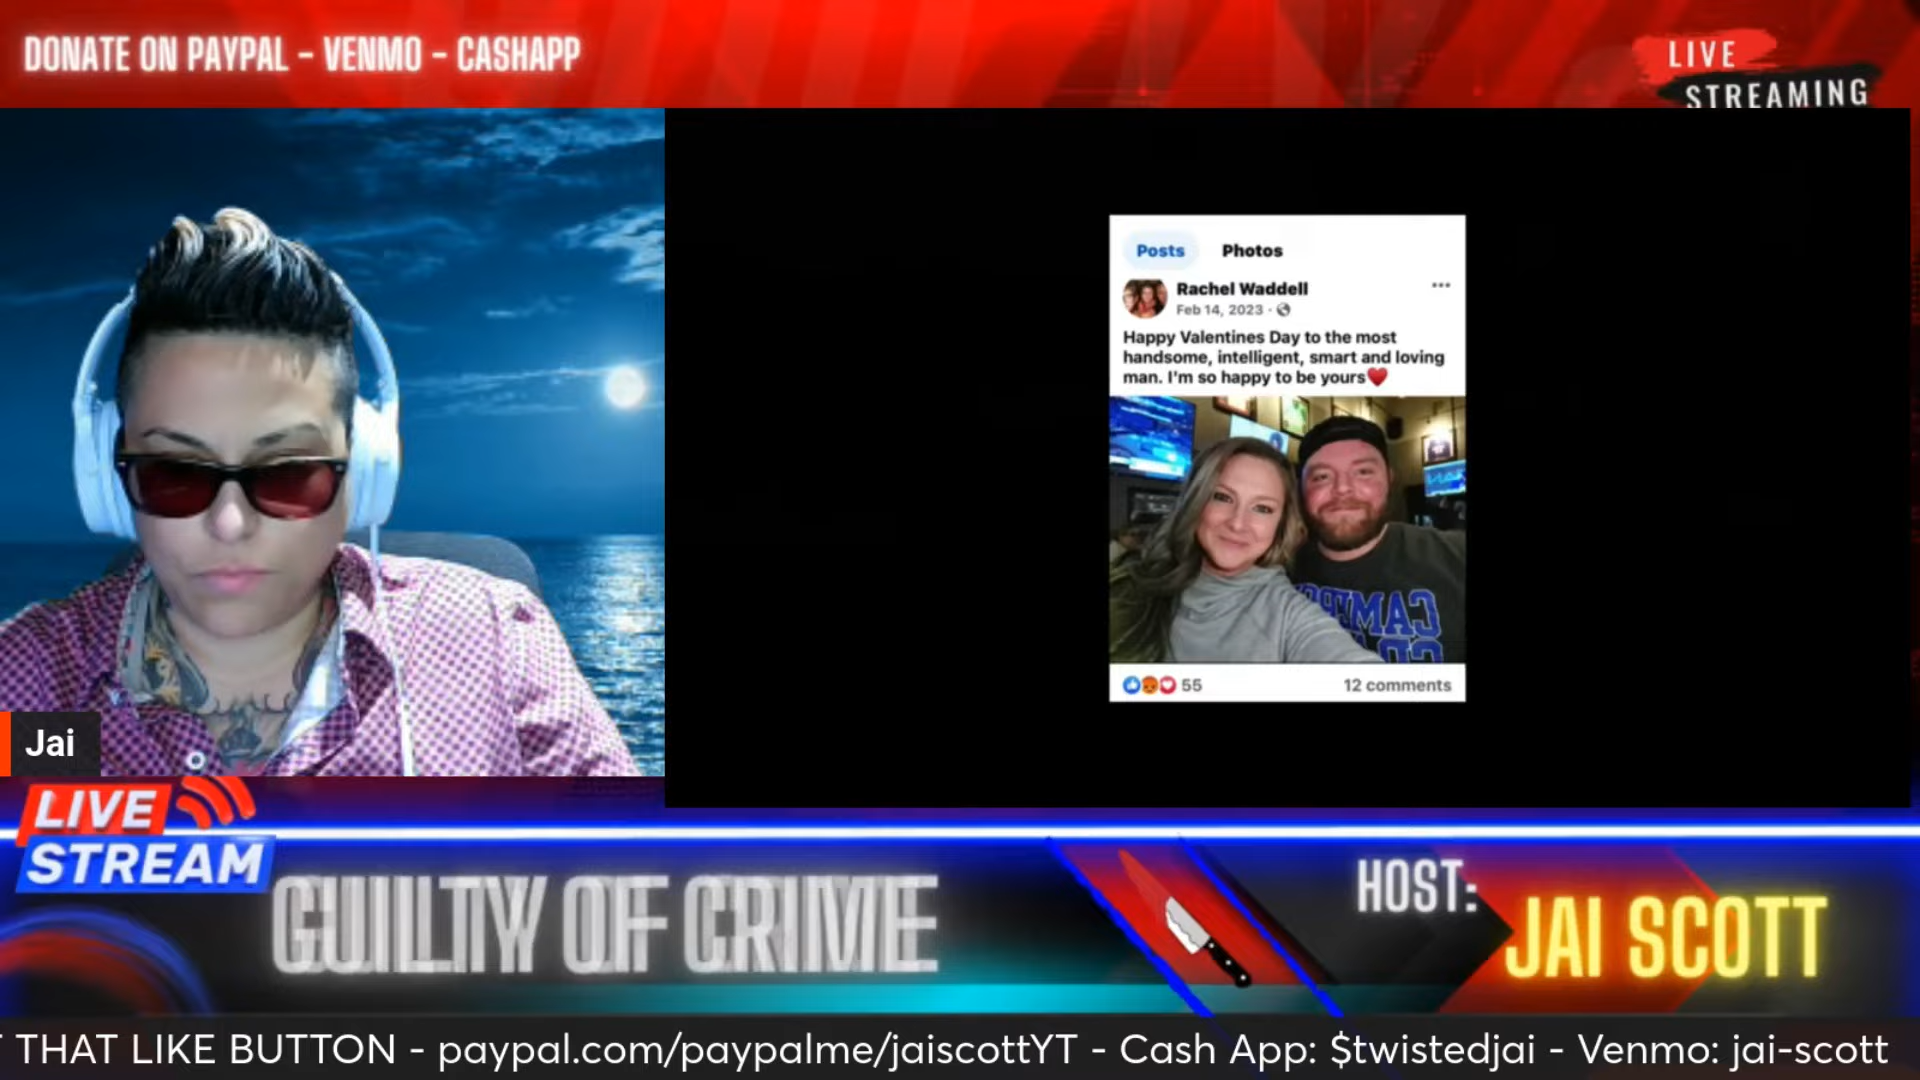 DONATE ON PAYPAL - VENMO - CASHAPP
LIVE
STREAMING
Posts Photos
Rachel Waddell
Feb 14, 2023 ·
Happy Valentines Day to the most
handsome, intelligent, smart and loving
man. I'm so happy to be yours❤️
55 12 comments
Jai
LIVE
STREAM
GUILTY OF CRIME
HOST:
JAI SCOTT
THAT LIKE BUTTON - paypal.com/paypalme/jaiscottYT - Cash App: $twistedjai - Venmo: jai-scott